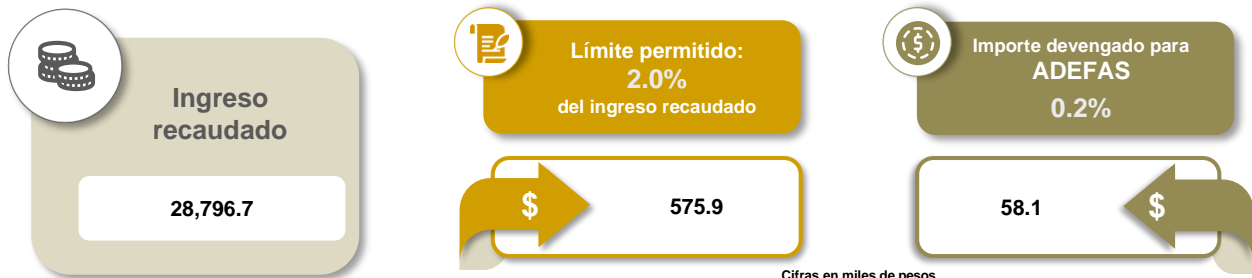 Ingreso
recaudado
28,796.7
Límite permitido:
2.0%
del ingreso recaudado
$
575.9
Importe devengado para
ADEFAS
0.2%
58.1
$
Cifras en miles de pesos